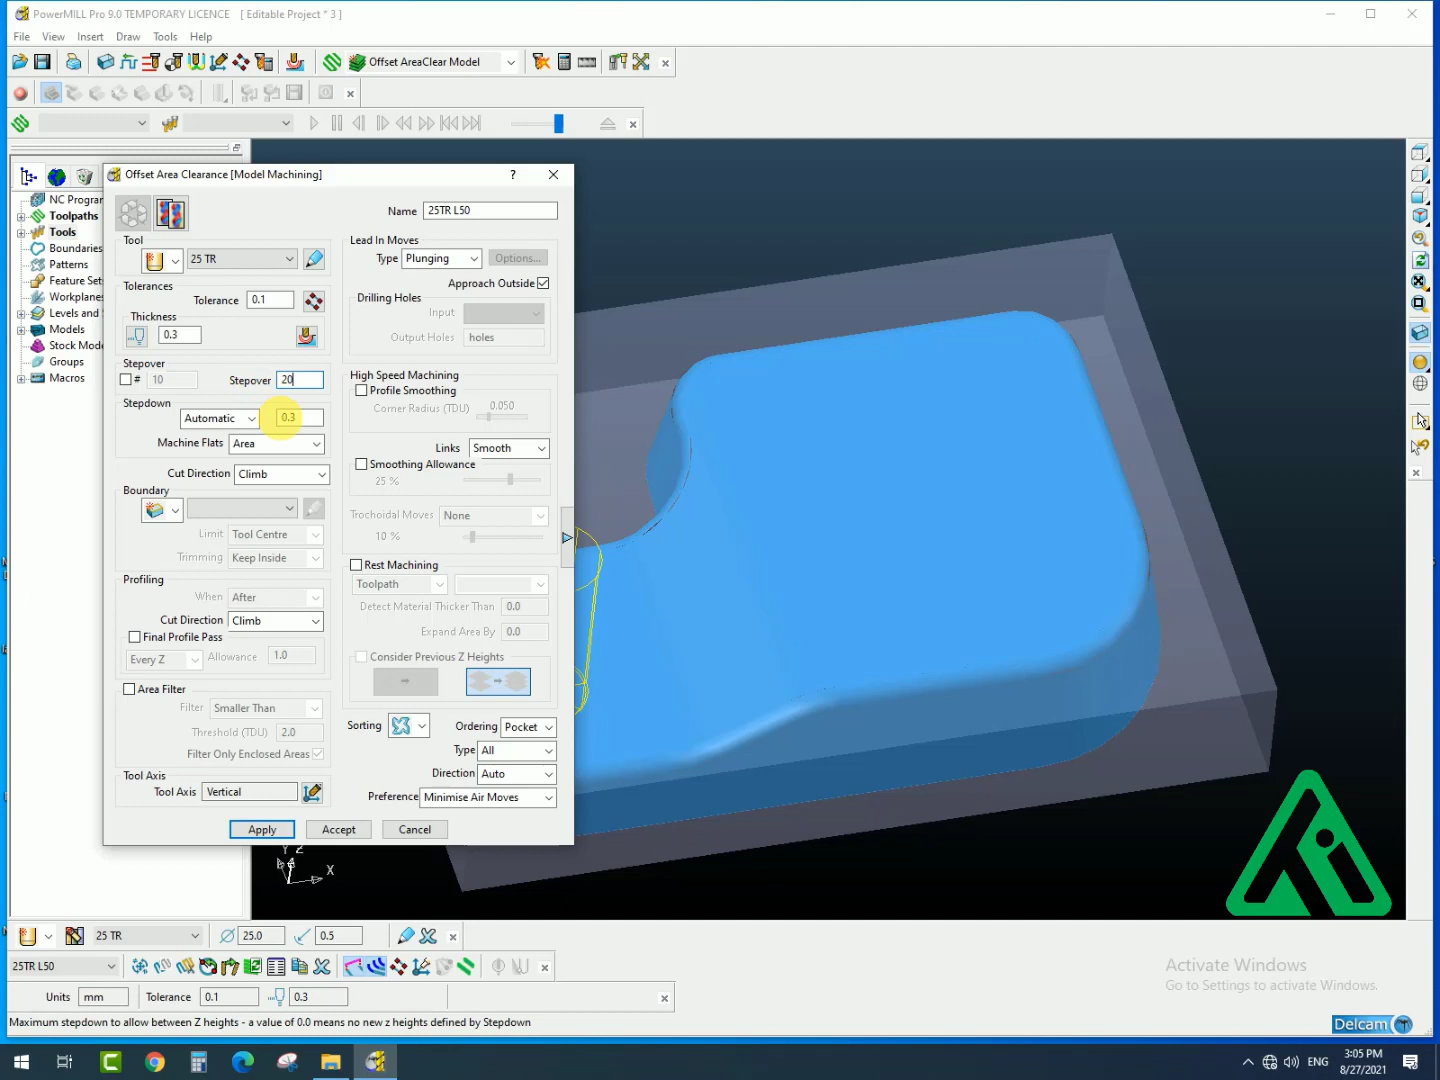 PowerMILL Pro 9.0 TEMPORARY LICENCE [ Editable Project * 3 ]
File View Insert Draw Tools Help
Offset AreaClear Model
NC Program
Toolpaths
Tools
Boundaries
Patterns
Feature Set
Workplanes
Levels and
Models
Stock Mode
Groups
Macros
Offset Area Clearance [Model Machining] ?
Name 25TR L50
Tool
25 TR
Tolerances
Tolerance 0.1
Thickness
0.3
Stepover
# 10 Stepover 20
Stepdown
Automatic 0.3
Machine Flats Area
Cut Direction Climb
Boundary
Limit Tool Centre
Trimming Keep Inside
Profiling
When After
Cut Direction Climb
Final Profile Pass
Every Z Allowance 1.0
Area Filter
Filter Smaller Than
Threshold (TDU) 2.0
Filter Only Enclosed Areas
Tool Axis
Tool Axis Vertical
Lead In Moves
Type Plunging Options...
Approach Outside
Drilling Holes
Input
Output Holes holes
High Speed Machining
Profile Smoothing
Corner Radius (TDU) 0.050
Links Smooth
Smoothing Allowance
25 %
Trochoidal Moves None
10 %
Rest Machining
Toolpath
Detect Material Thicker Than 0.0
Expand Area By 0.0
Consider Previous Z Heights
Sorting Ordering Pocket
Type All
Direction Auto
Preference Minimise Air Moves
Apply Accept Cancel
Y Z
X
25 TR 25.0 0.5
25TR L50
Units mm Tolerance 0.1 0.3
Maximum stepdown to allow between Z heights - a value of 0.0 means no new z heights defined by Stepdown
Activate Windows
Go to Settings to activate Windows.
Delcam
ENG
3:05 PM
8/27/2021